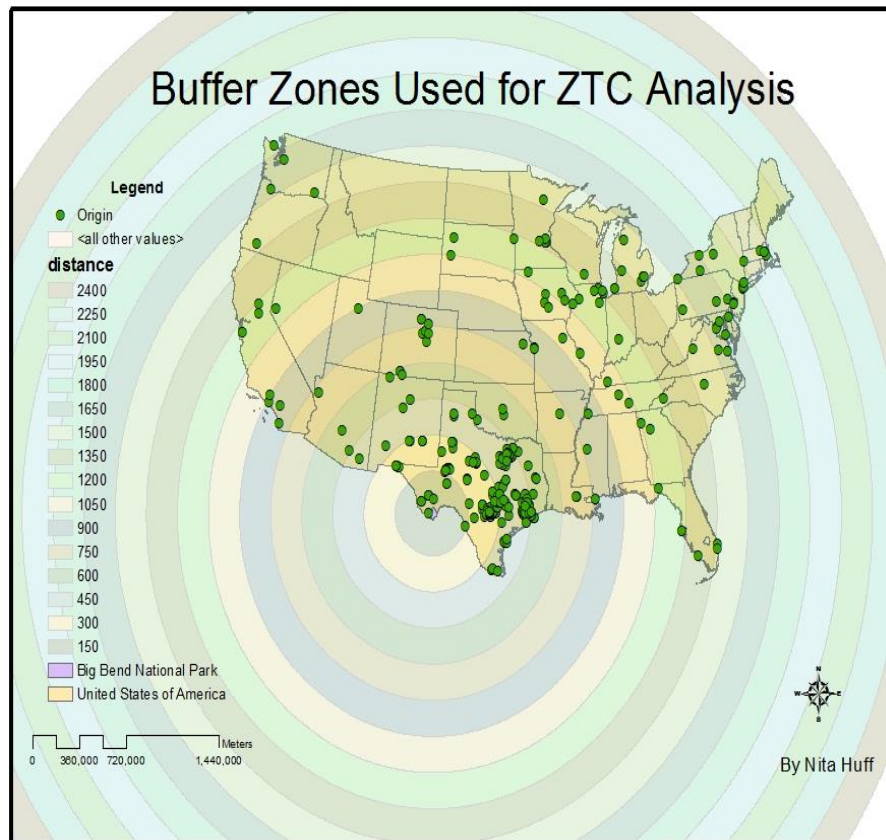 Buffer Zones Used for ZTC Analysis
Legend
Origin
<all other values>
distance
2400
2250
2100
1950
1800
1650
1500
1350
1200
1050
900
750
600
450
300
150
Big Bend National Park
United States of America
Meters
0 360,000 720,000 1,440,000
N
W E
S
By Nita Huff